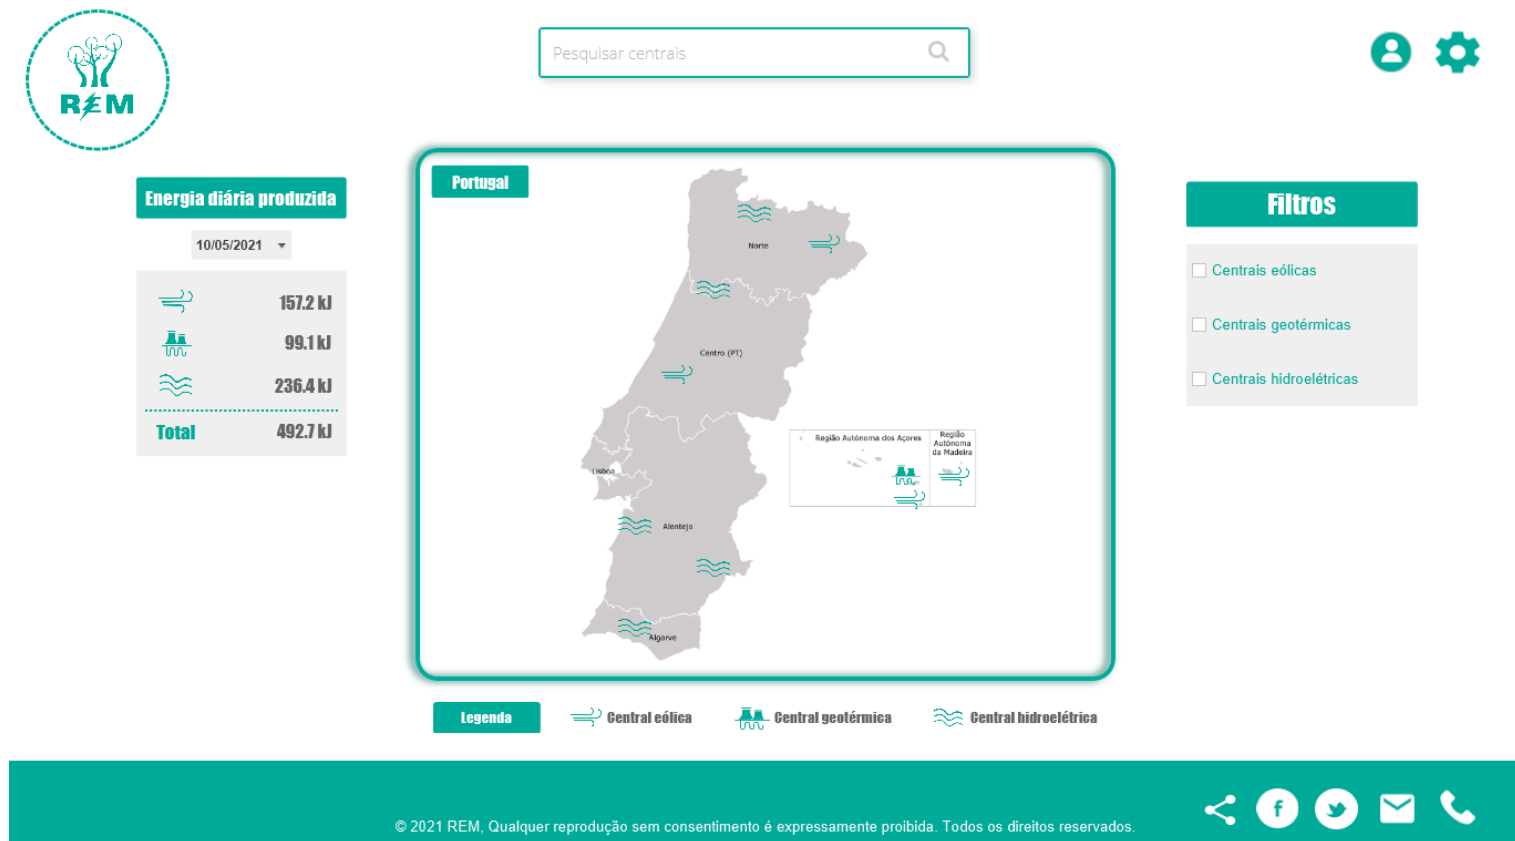 REM
Pesquisar centrais
Energia diária produzida
10/05/2021
157.2 kJ
99.1 kJ
236.4 kJ
Total 492.7 kJ
Portugal
Norte
Centro (PT)
Lisboa
Alentejo
Algarve
Região Autónoma dos Açores
Região
Autónoma
da Madeira
Filtros
Centrais eólicas
Centrais geotérmicas
Centrais hidroelétricas
Legenda Central eólica Central geotérmica Central hidroelétrica
© 2021 REM, Qualquer reprodução sem consentimento é expressamente proibida. Todos os direitos reservados.